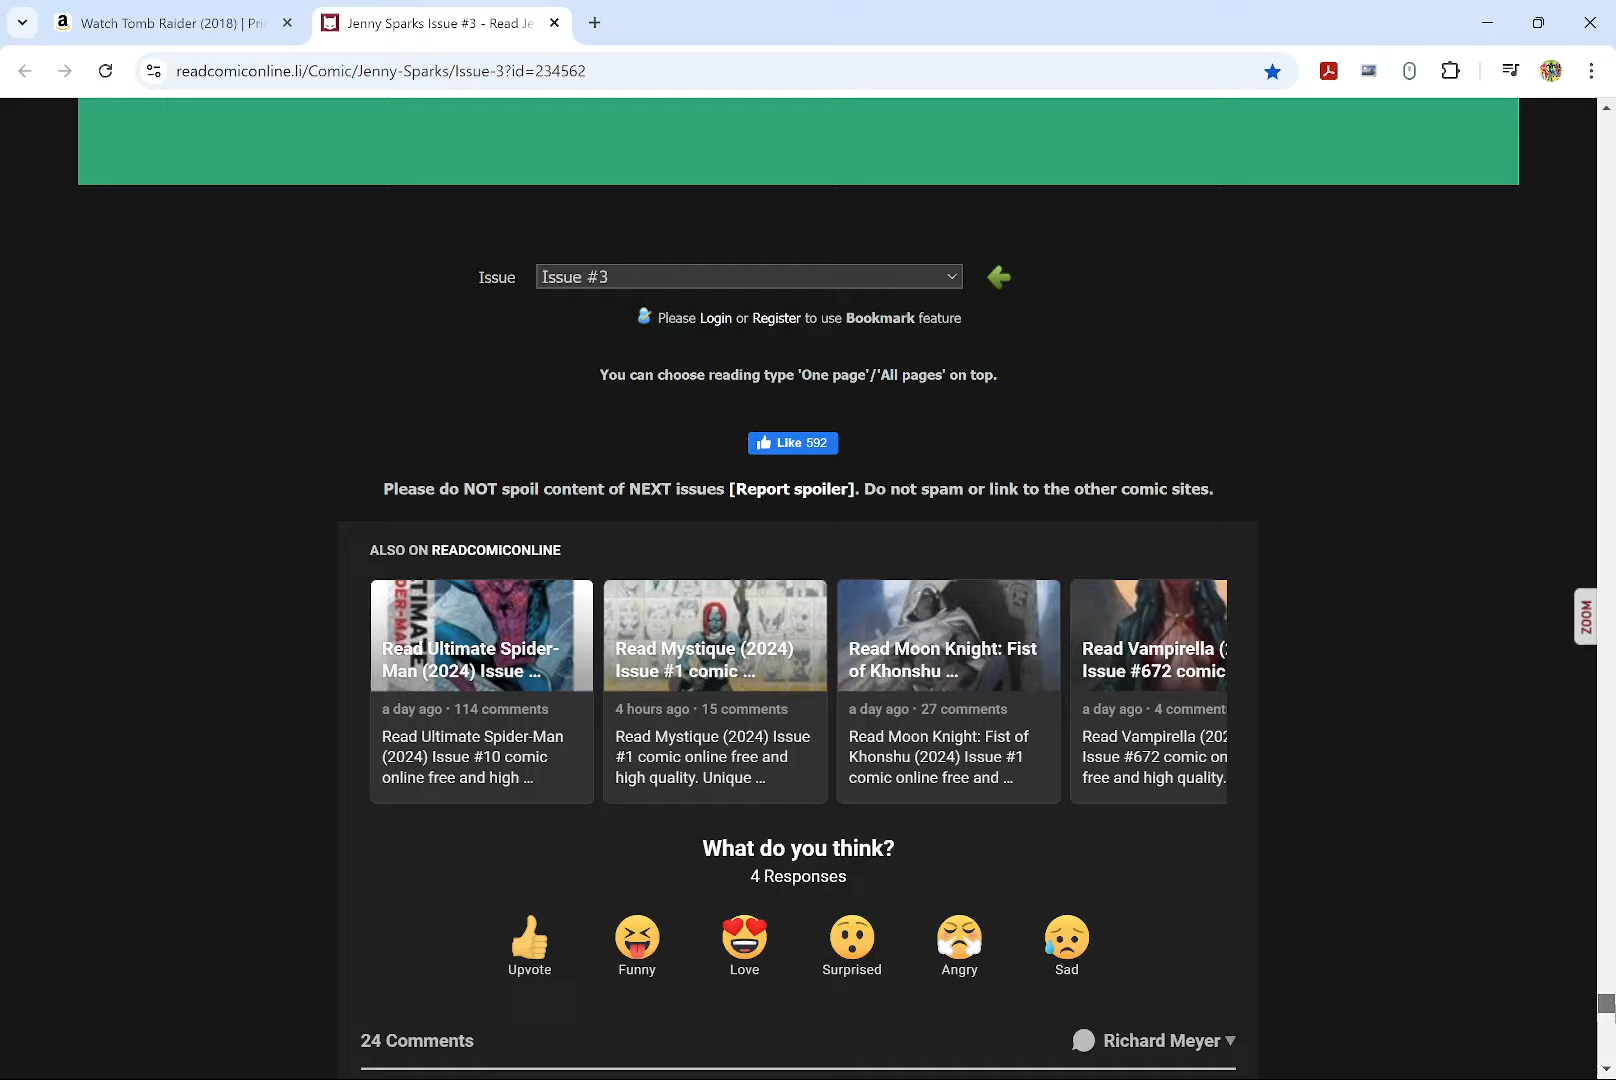 Watch Tomb Raider (2018) | Pri
Jenny Sparks Issue #3 - Read Je
readcomiconline.li/Comic/Jenny-Sparks/Issue-3?id=234562
Issue
Issue #3
Please Login or Register to use Bookmark feature
You can choose reading type 'One page'/'All pages' on top.
Like 592
Please do NOT spoil content of NEXT issues [Report spoiler]. Do not spam or link to the other comic sites.
ZOOM
ALSO ON READCOMICONLINE
Read Ultimate Spider-
Man (2024) Issue ...
a day ago · 114 comments
Read Ultimate Spider-Man
(2024) Issue #10 comic
online free and high ...
Read Mystique (2024)
Issue #1 comic ...
4 hours ago · 15 comments
Read Mystique (2024) Issue
#1 comic online free and
high quality. Unique ...
Read Moon Knight: Fist
of Khonshu ...
a day ago · 27 comments
Read Moon Knight: Fist of
Khonshu (2024) Issue #1
comic online free and ...
Read Vampirella (
Issue #672 comic
a day ago · 4 comment
Read Vampirella (202
Issue #672 comic on
free and high quality.
What do you think?
4 Responses
Upvote
Funny
Love
Surprised
Angry
Sad
24 Comments
Richard Meyer